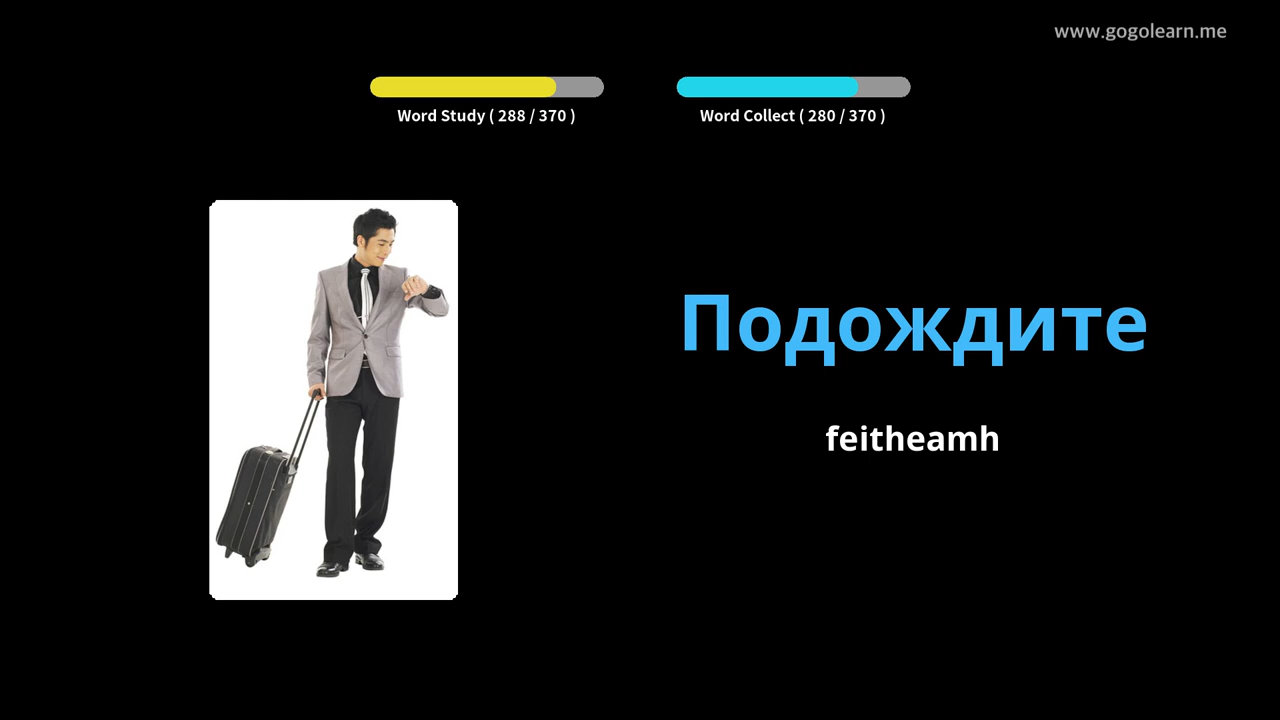 www.gogolearn.me
Word Study ( 288 / 370 )
Word Collect ( 280 / 370 )
Подождите
feitheamh